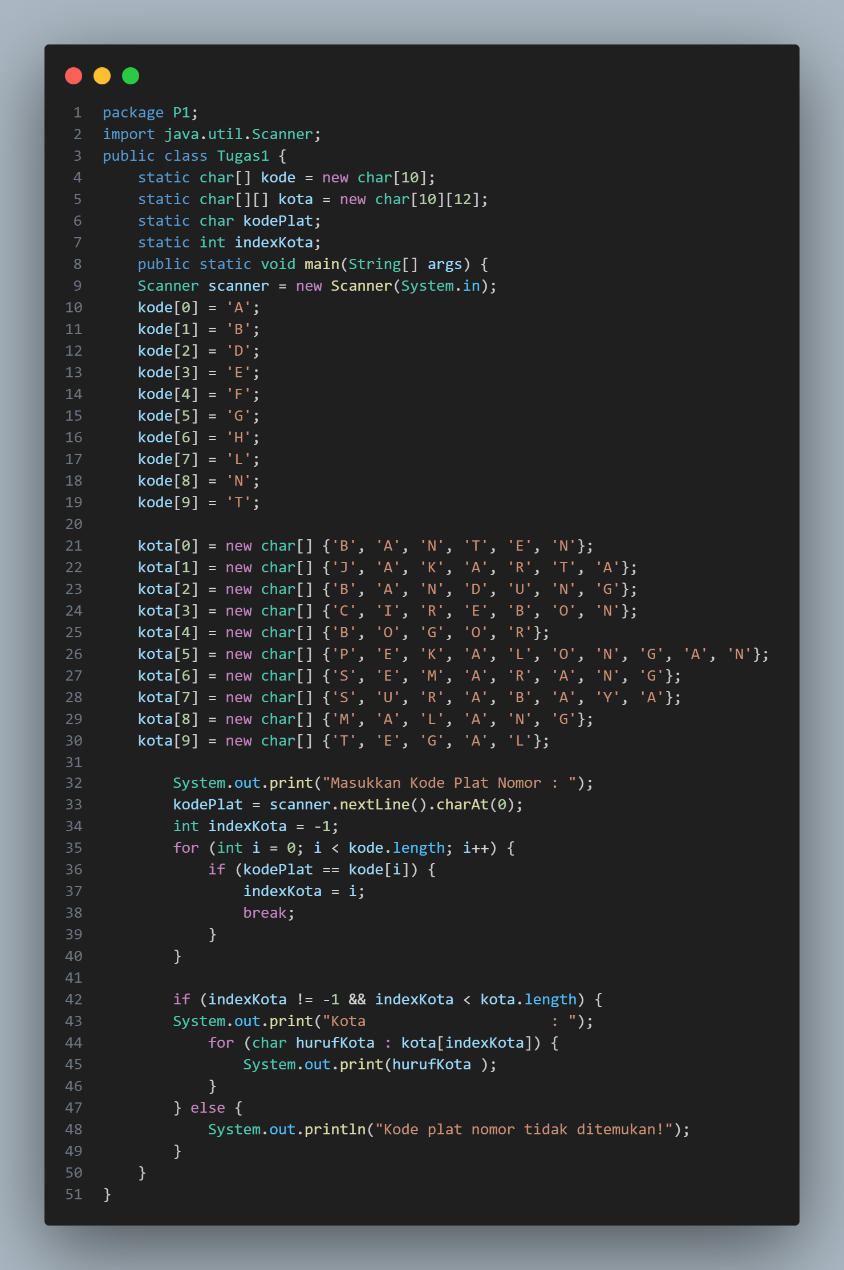 1 package P1;
2 import java.util.Scanner;
3 public class Tugas1 {
4     static char[] kode = new char[10];
5     static char[][] kota = new char[10][12];
6     static char kodePlat;
7     static int indexKota;
8     public static void main(String[] args) {
9     Scanner scanner = new Scanner(System.in);
10     kode[0] = 'A';
11     kode[1] = 'B';
12     kode[2] = 'D';
13     kode[3] = 'E';
14     kode[4] = 'F';
15     kode[5] = 'G';
16     kode[6] = 'H';
17     kode[7] = 'L';
18     kode[8] = 'N';
19     kode[9] = 'T';
20
21     kota[0] = new char[] {'B', 'A', 'N', 'T', 'E', 'N'};
22     kota[1] = new char[] {'J', 'A', 'K', 'A', 'R', 'T', 'A'};
23     kota[2] = new char[] {'B', 'A', 'N', 'D', 'U', 'N', 'G'};
24     kota[3] = new char[] {'C', 'I', 'R', 'E', 'B', 'O', 'N'};
25     kota[4] = new char[] {'B', 'O', 'G', 'O', 'R'};
26     kota[5] = new char[] {'P', 'E', 'K', 'A', 'L', 'O', 'N', 'G', 'A', 'N'};
27     kota[6] = new char[] {'S', 'E', 'M', 'A', 'R', 'A', 'N', 'G'};
28     kota[7] = new char[] {'S', 'U', 'R', 'A', 'B', 'A', 'Y', 'A'};
29     kota[8] = new char[] {'M', 'A', 'L', 'A', 'N', 'G'};
30     kota[9] = new char[] {'T', 'E', 'G', 'A', 'L'};
31
32         System.out.print("Masukkan Kode Plat Nomor : ");
33         kodePlat = scanner.nextLine().charAt(0);
34         int indexKota = -1;
35         for (int i = 0; i < kode.length; i++) {
36             if (kodePlat == kode[i]) {
37                 indexKota = i;
38                 break;
39             }
40         }
41
42         if (indexKota != -1 && indexKota < kota.length) {
43         System.out.print("Kota                     : ");
44             for (char hurufKota : kota[indexKota]) {
45                 System.out.print(hurufKota );
46             }
47         } else {
48             System.out.println("Kode plat nomor tidak ditemukan!");
49         }
50     }
51 }